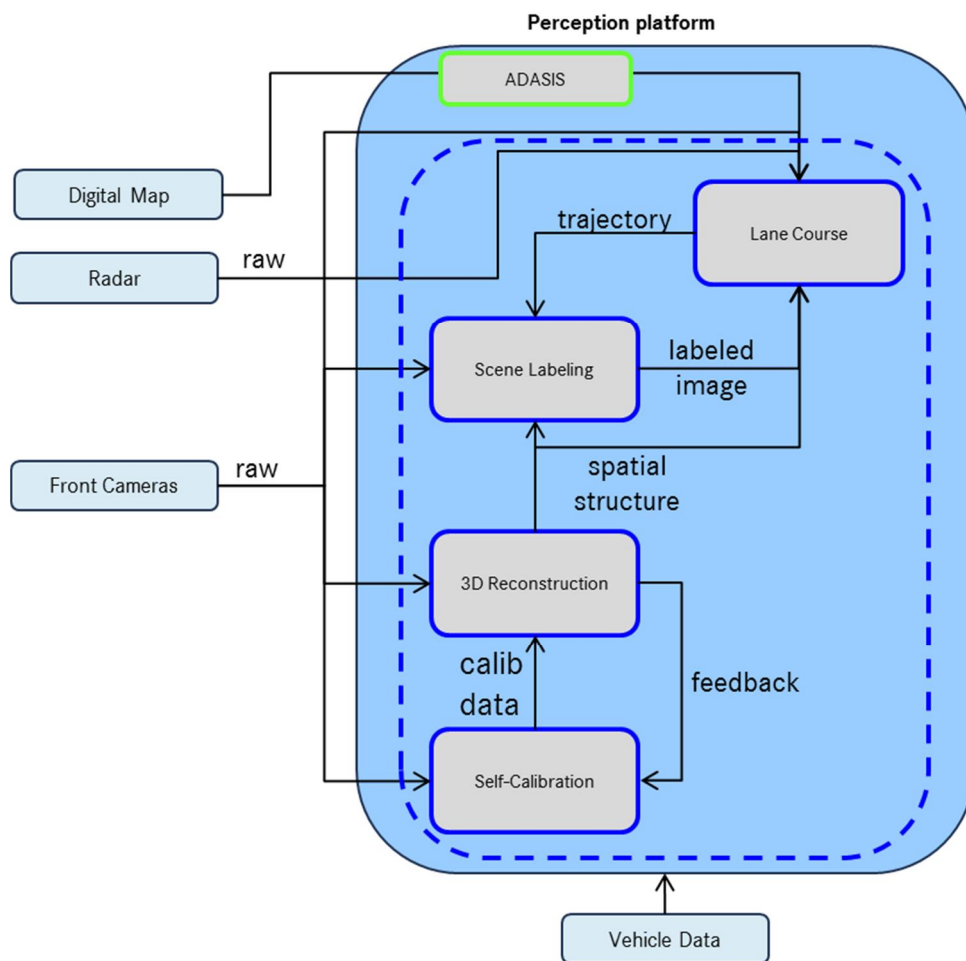 Perception platform
ADASIS
Digital Map
Radar
raw
trajectory
Lane Course
Scene Labeling
labeled
image
Front Cameras
raw
spatial
structure
3D Reconstruction
calib
data
feedback
Self-Calibration
Vehicle Data